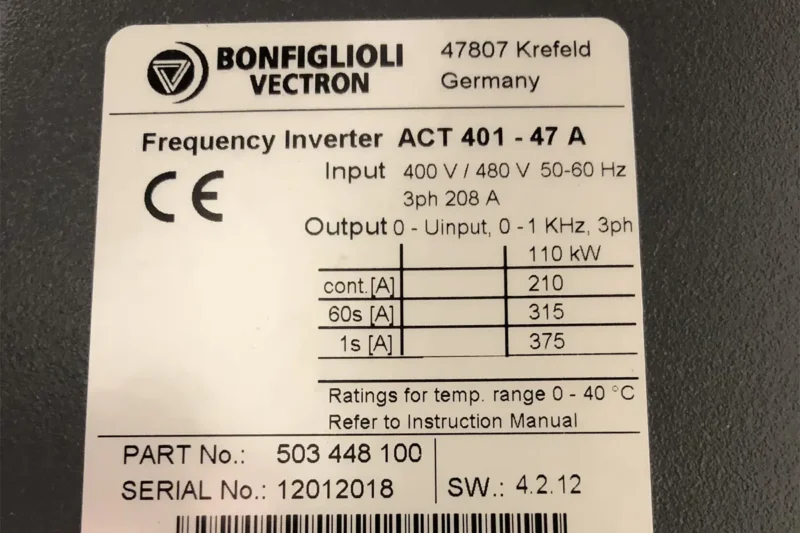 BONFIGLIOLI
VECTRON
47807 Krefeld
Germany
Frequency Inverter ACT 401 - 47 A
CE
Input 400 V / 480 V 50-60 Hz
3ph 208 A
Output 0 - Uinput, 0 - 1 KHz, 3ph
110 kW
cont.[A] 210
60s [A] 315
1s [A] 375
Ratings for temp. range 0 - 40 °C
Refer to Instruction Manual
PART No.: 503 448 100
SERIAL No.: 12012018 SW.: 4.2.12